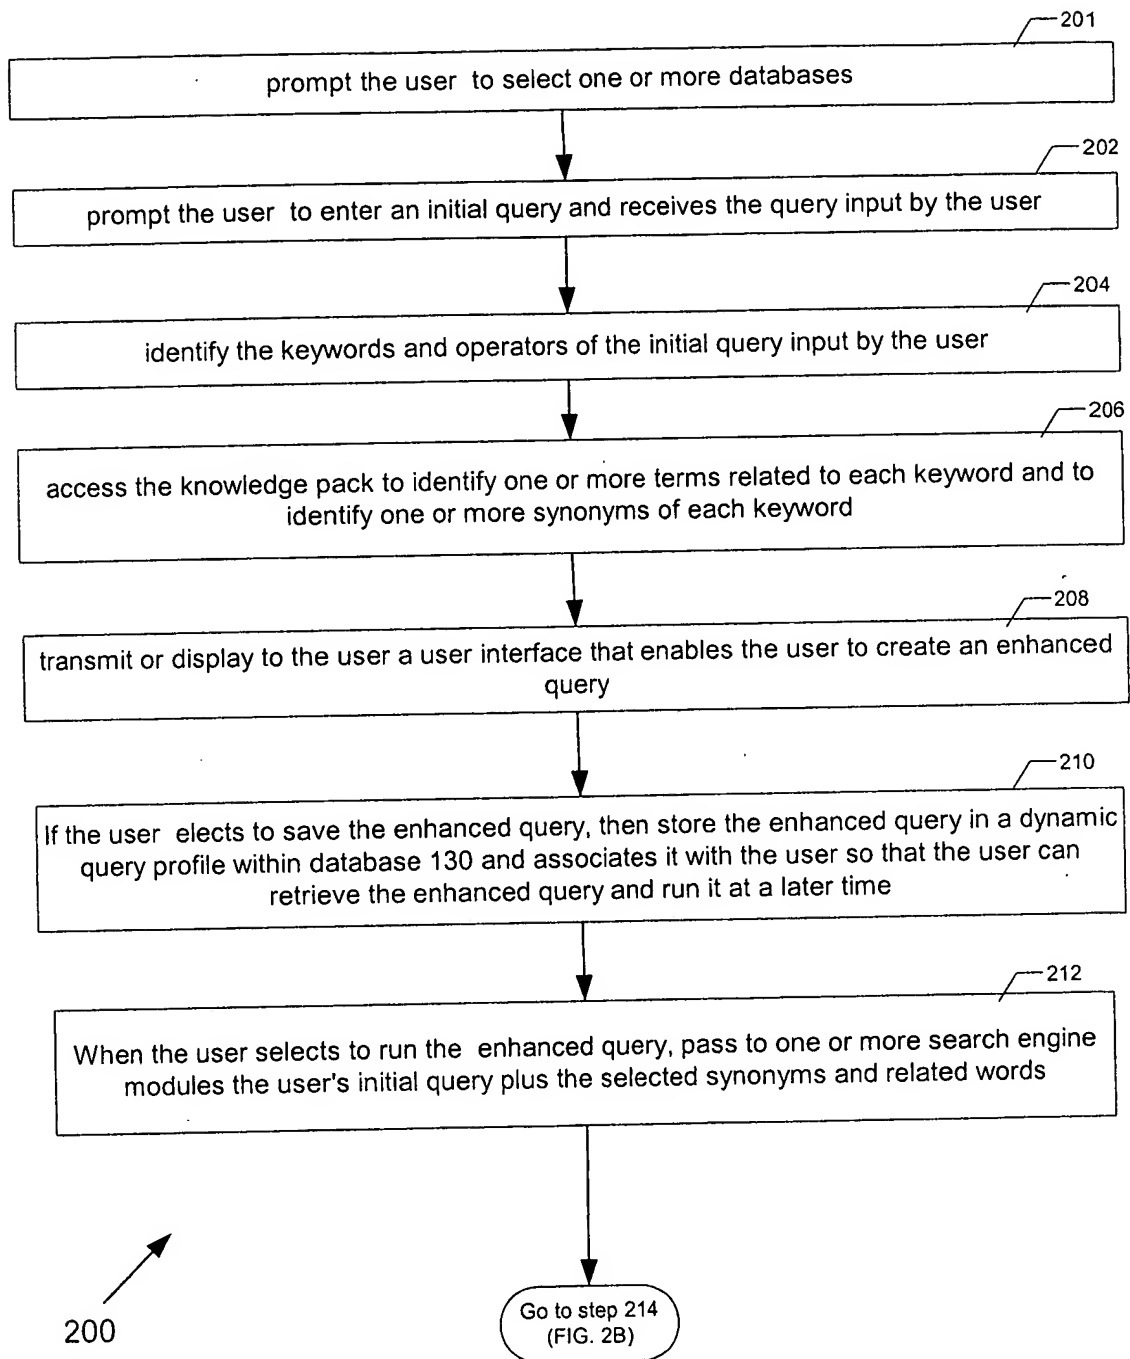 201
prompt the user to select one or more databases
202
prompt the user to enter an initial query and receives the query input by the user
204
identify the keywords and operators of the initial query input by the user
206
access the knowledge pack to identify one or more terms related to each keyword and to
identify one or more synonyms of each keyword
208
transmit or display to the user a user interface that enables the user to create an enhanced
query
210
If the user elects to save the enhanced query, then store the enhanced query in a dynamic
query profile within database 130 and associates it with the user so that the user can
retrieve the enhanced query and run it at a later time
212
When the user selects to run the enhanced query, pass to one or more search engine
modules the user's initial query plus the selected synonyms and related words
200
Go to step 214
(FIG. 2B)